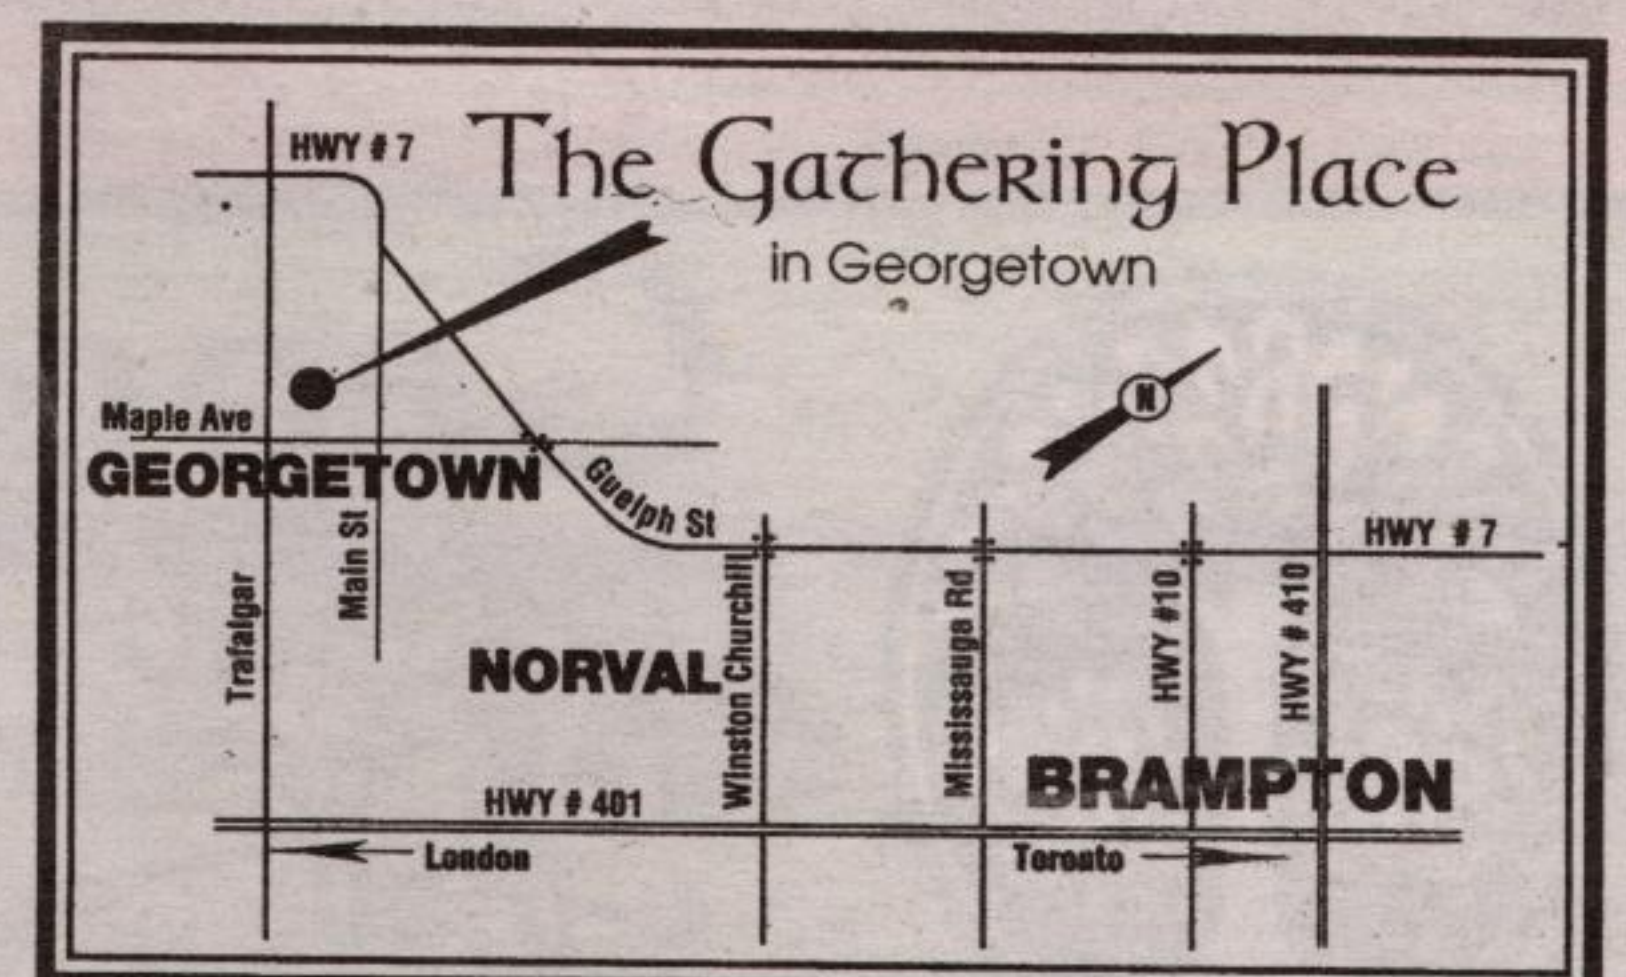 HWY # 7
The Gathering Place
in Georgetown
Maple Ave
N
GEORGETOWN
Guelph St
HWY # 7
Main St
Trafalgar
Winston Churchill
Mississauga Rd
HWY #10
HWY # 410
NORVAL
BRAMPTON
HWY # 401
London
Toronto